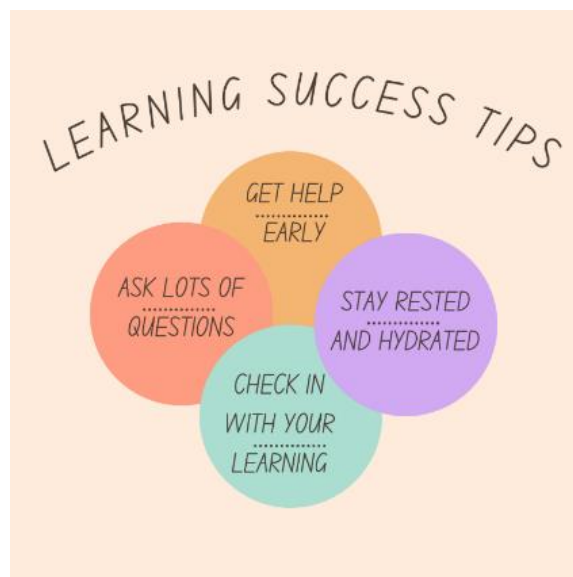 LEARNING SUCCESS TIPS
GET HELP
EARLY
ASK LOTS OF
QUESTIONS
STAY RESTED
AND HYDRATED
CHECK IN
WITH YOUR
LEARNING